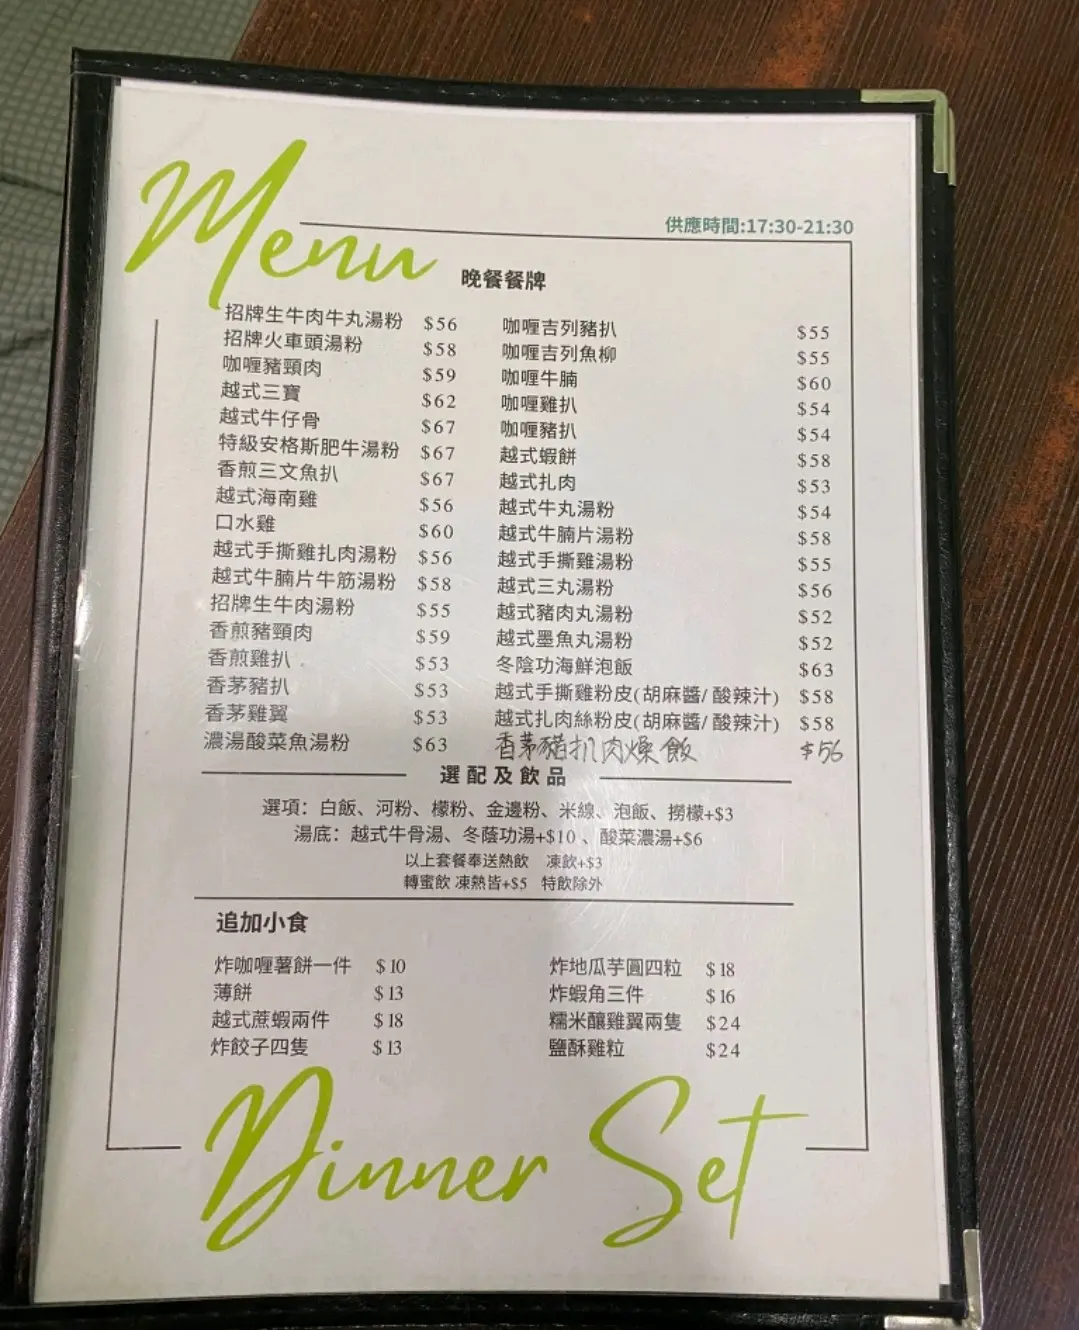 Menu
供應時間:17:30-21:30
晚餐餐牌
招牌生牛肉牛丸湯粉 $56
招牌火車頭湯粉 $58
咖喱豬頸肉 $59
越式三寶 $62
越式牛仔骨 $67
特級安格斯肥牛湯粉 $67
香煎三文魚扒 $67
越式海南雞 $56
口水雞 $60
越式手撕雞扎肉湯粉 $56
越式牛腩片牛筋湯粉 $58
招牌生牛肉湯粉 $55
香煎豬頸肉 $59
香煎雞扒 $53
香茅豬扒 $53
香茅雞翼 $53
濃湯酸菜魚湯粉 $63
咖喱吉列豬扒 $55
咖喱吉列魚柳 $55
咖喱牛腩 $60
咖喱雞扒 $54
咖喱豬扒 $54
越式蝦餅 $58
越式扎肉 $53
越式牛丸湯粉 $54
越式牛腩片湯粉 $58
越式手撕雞湯粉 $55
越式三丸湯粉 $56
越式豬肉丸湯粉 $52
越式墨魚丸湯粉 $52
冬陰功海鮮泡飯 $63
越式手撕雞粉皮(胡麻醬/ 酸辣汁) $58
越式扎肉絲粉皮(胡麻醬/ 酸辣汁) $58
香茅豬扒肉燥飯 $56
選配及飲品
選項：白飯、河粉、檬粉、金邊粉、米線、泡飯、撈檬+$3
湯底：越式牛骨湯、冬蔭功湯+$10 、酸菜濃湯+$6
以上套餐奉送熱飲 凍飲+$3
轉蜜飲 凍熱皆+$5 特飲除外
追加小食
炸咖喱薯餅一件 $10
薄餅 $13
越式蔗蝦兩件 $18
炸餃子四隻 $13
炸地瓜芋圓四粒 $18
炸蝦角三件 $16
糯米釀雞翼兩隻 $24
鹽酥雞粒 $24
Dinner Set